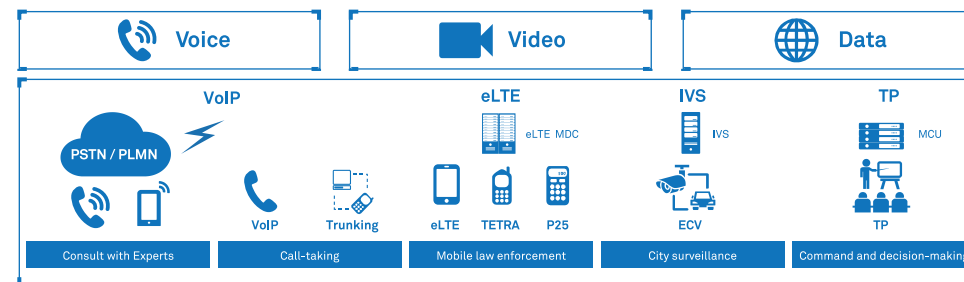 Voice
Video
Data
VoIP
eLTE
IVS
TP
PSTN / PLMN
eLTE MDC
IVS
MCU
VoIP
Trunking
eLTE
TETRA
P25
ECV
TP
Consult with Experts
Call-taking
Mobile law enforcement
City surveillance
Command and decision-making